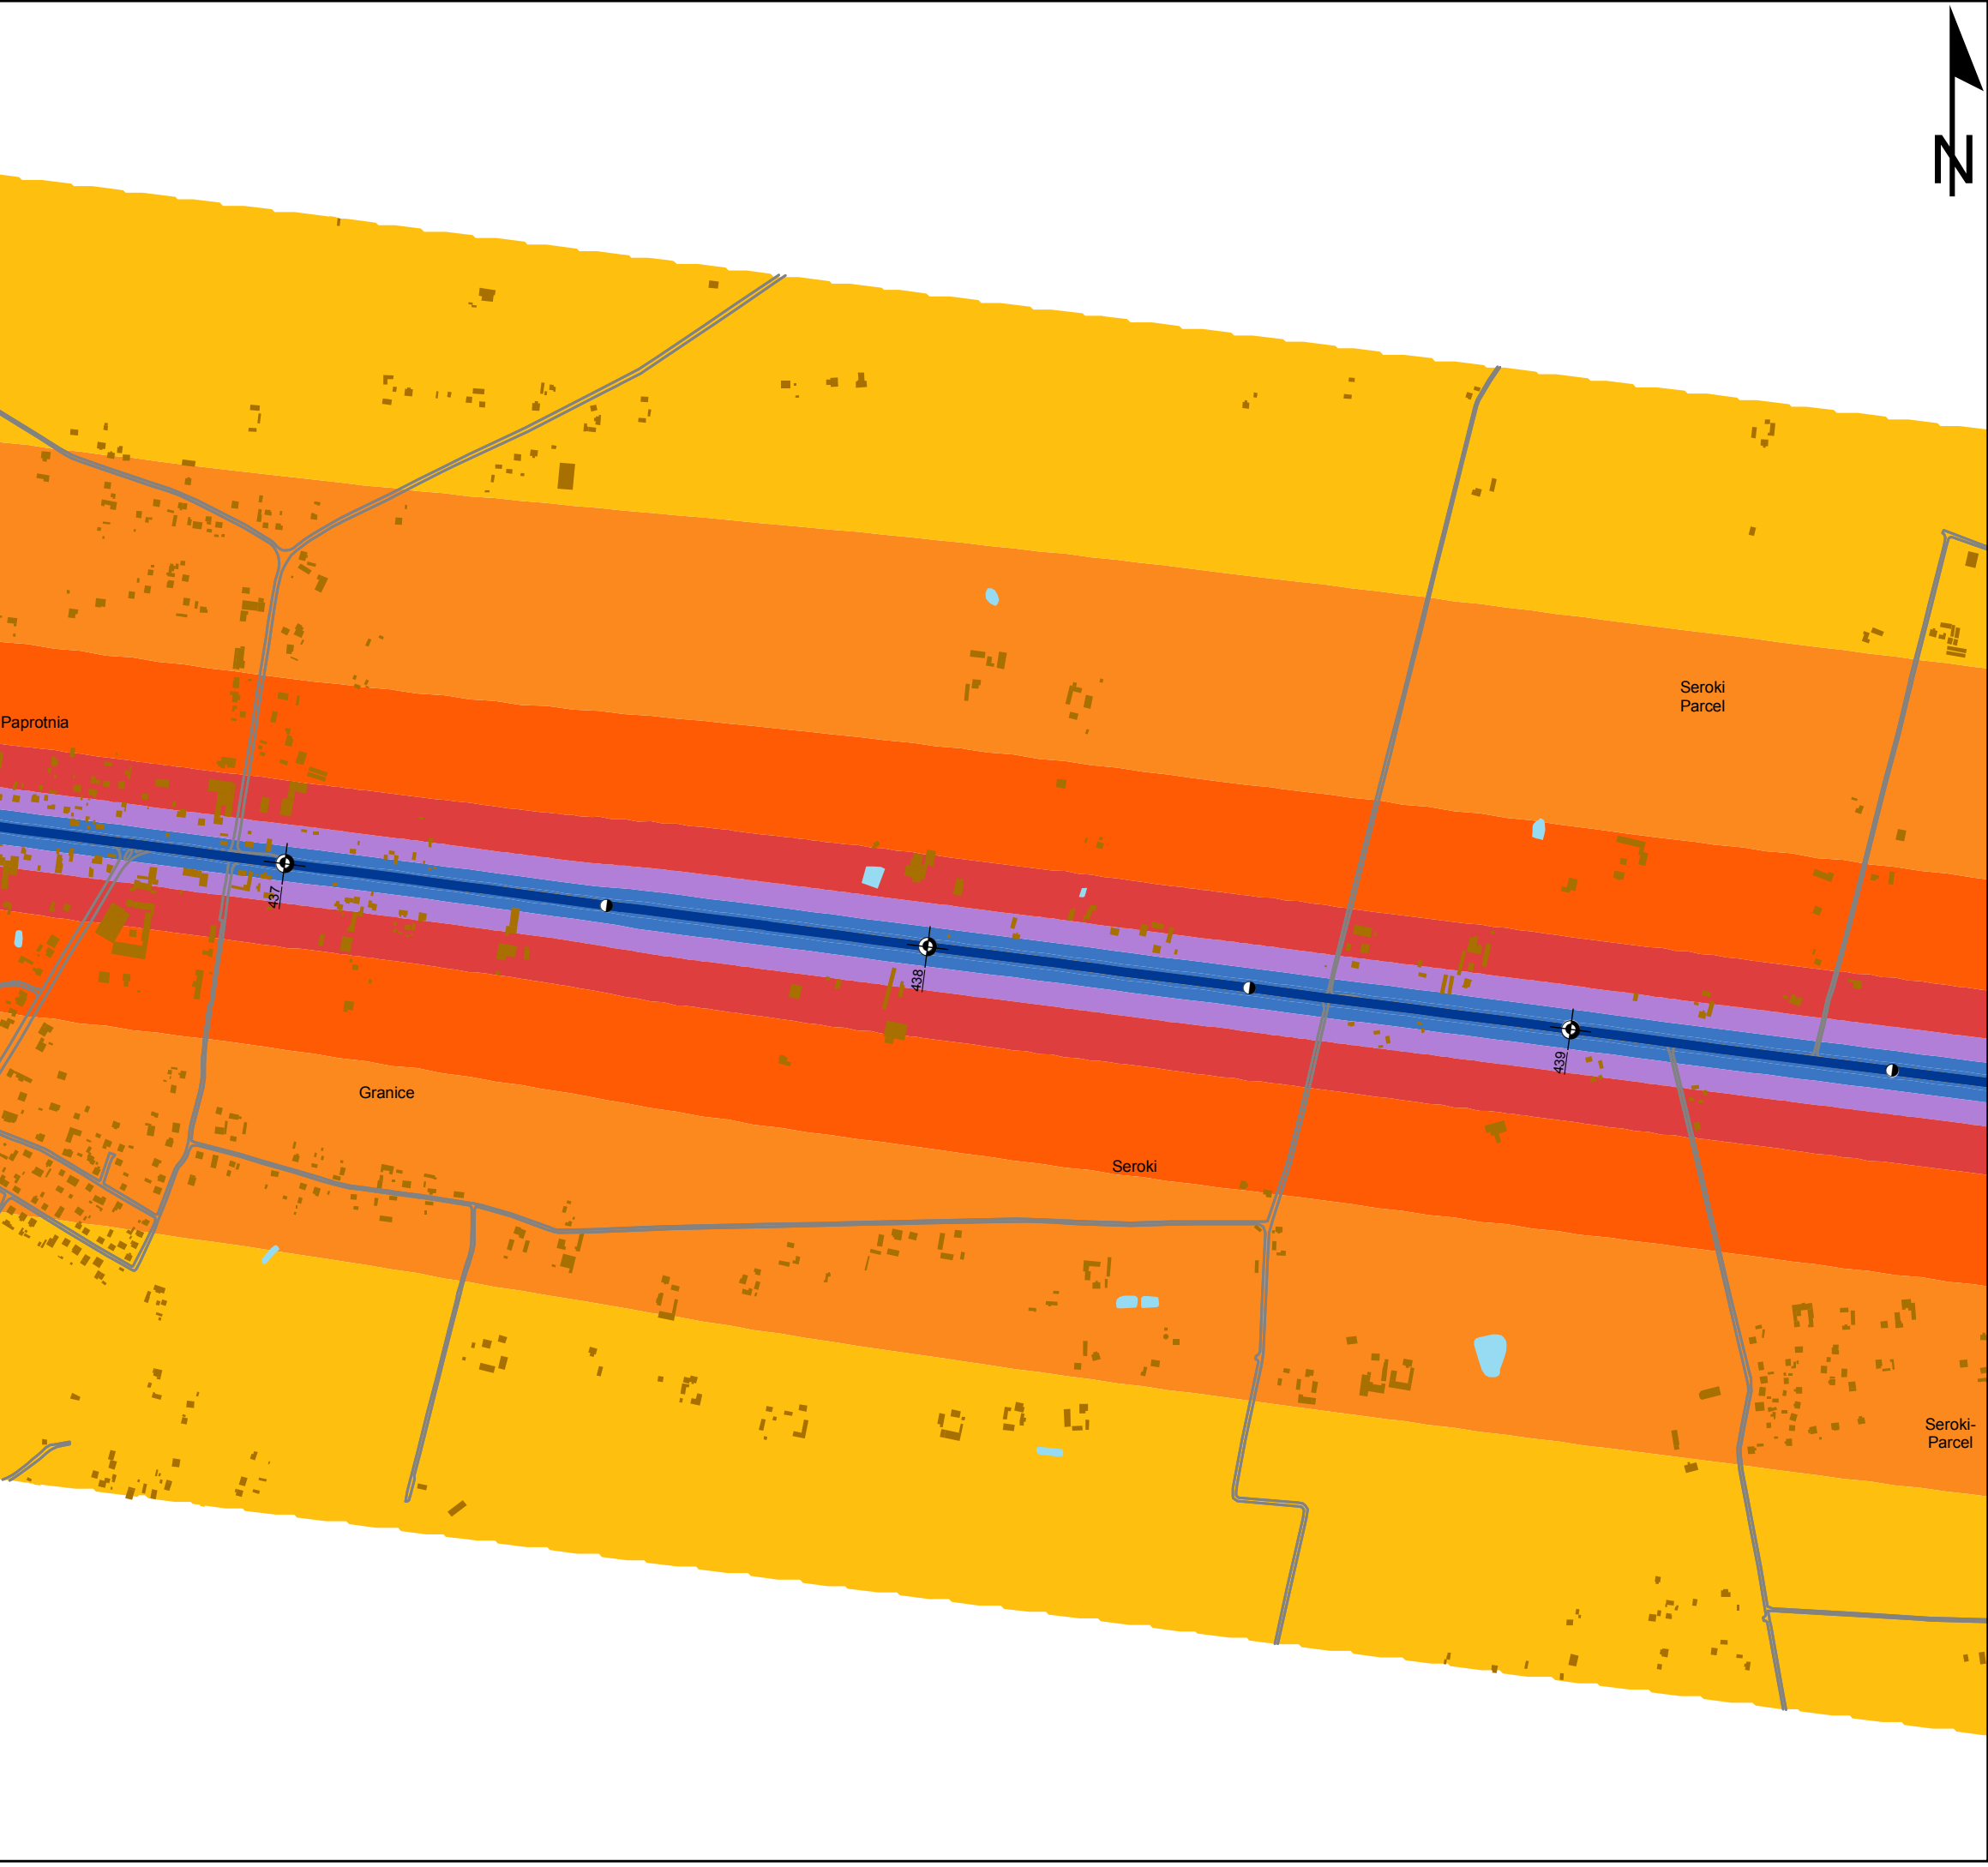 N
Seroki
Parcel
Paprotnia
437
438
439
Granice
Seroki
Seroki-
Parcel